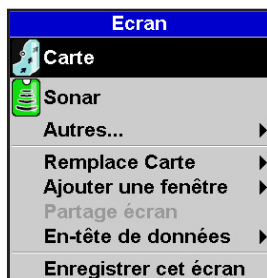 Ecran
Carte
Sonar
Autres...
Remplace Carte
Ajouter une fenêtre
Partage écran
En-tête de données
Enregistrer cet écran